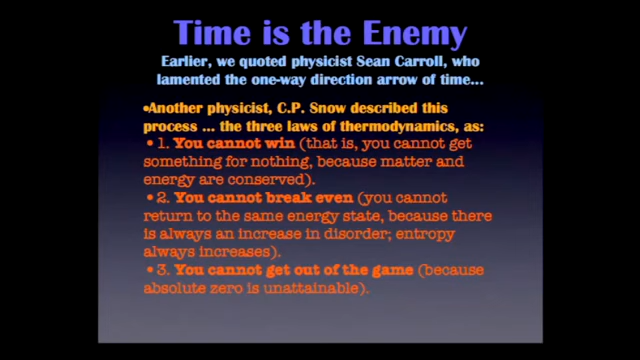 Time is the Enemy
Earlier, we quoted physicist Sean Carroll, who
lamented the one-way direction arrow of time...
•Another physicist, C.P. Snow described this
process ... the three laws of thermodynamics, as:
• 1. You cannot win (that is, you cannot get
something for nothing, because matter and
energy are conserved).
• 2. You cannot break even (you cannot
return to the same energy state, because there
is always an increase in disorder; entropy
always increases).
• 3. You cannot get out of the game (because
absolute zero is unattainable).